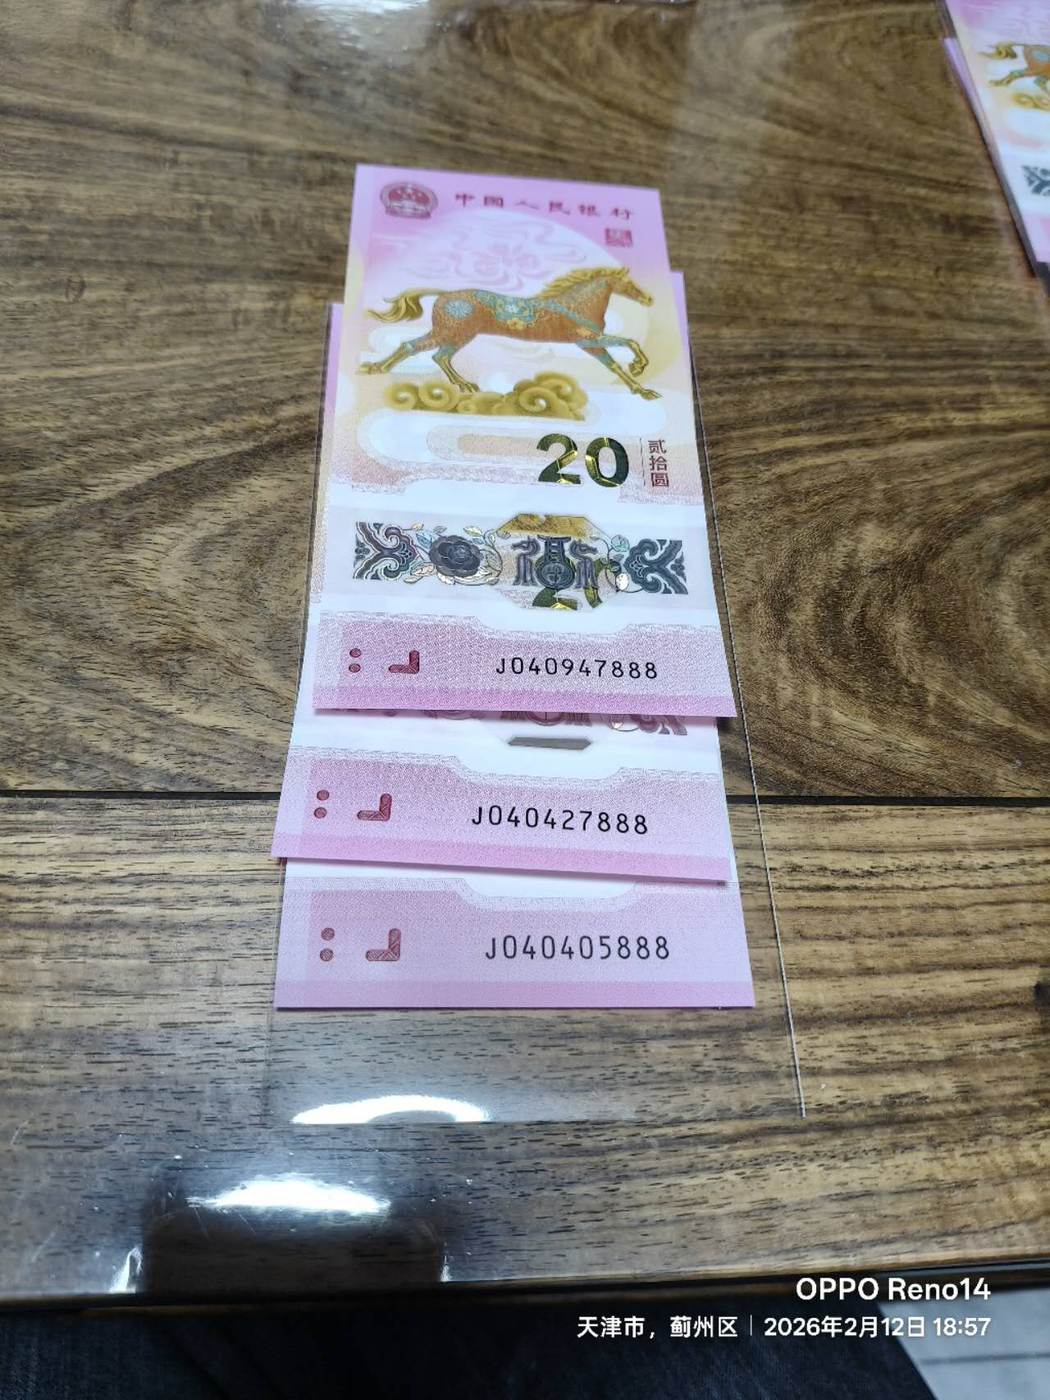 中国人民银行
20
贰拾圆
J040947888
J040427888
J040405888
OPPO Reno14
天津市，蓟州区 | 2026年2月12日 18:57